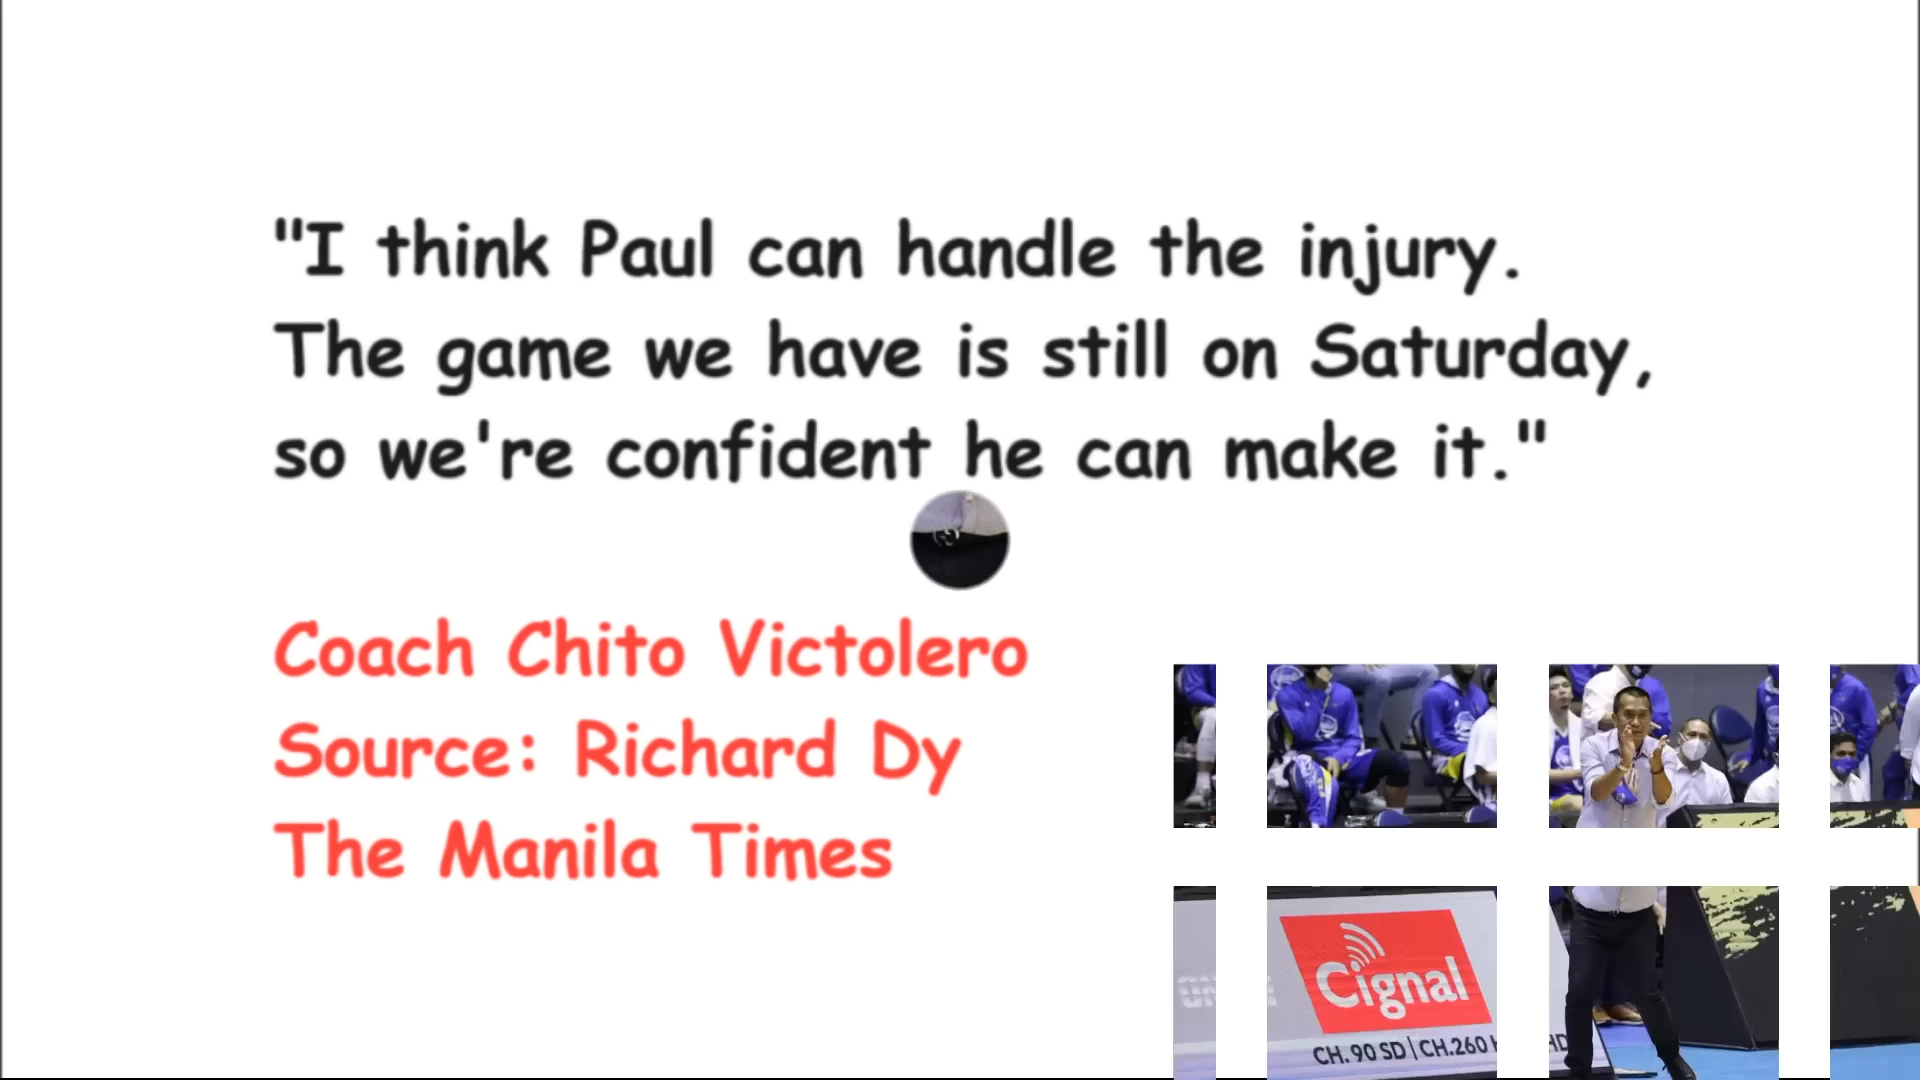 "I think Paul can handle the injury.
The game we have is still on Saturday,
so we're confident he can make it."
Coach Chito Victolero
Source: Richard Dy
The Manila Times
Cignal
CH. 90 SD | CH.260 HD